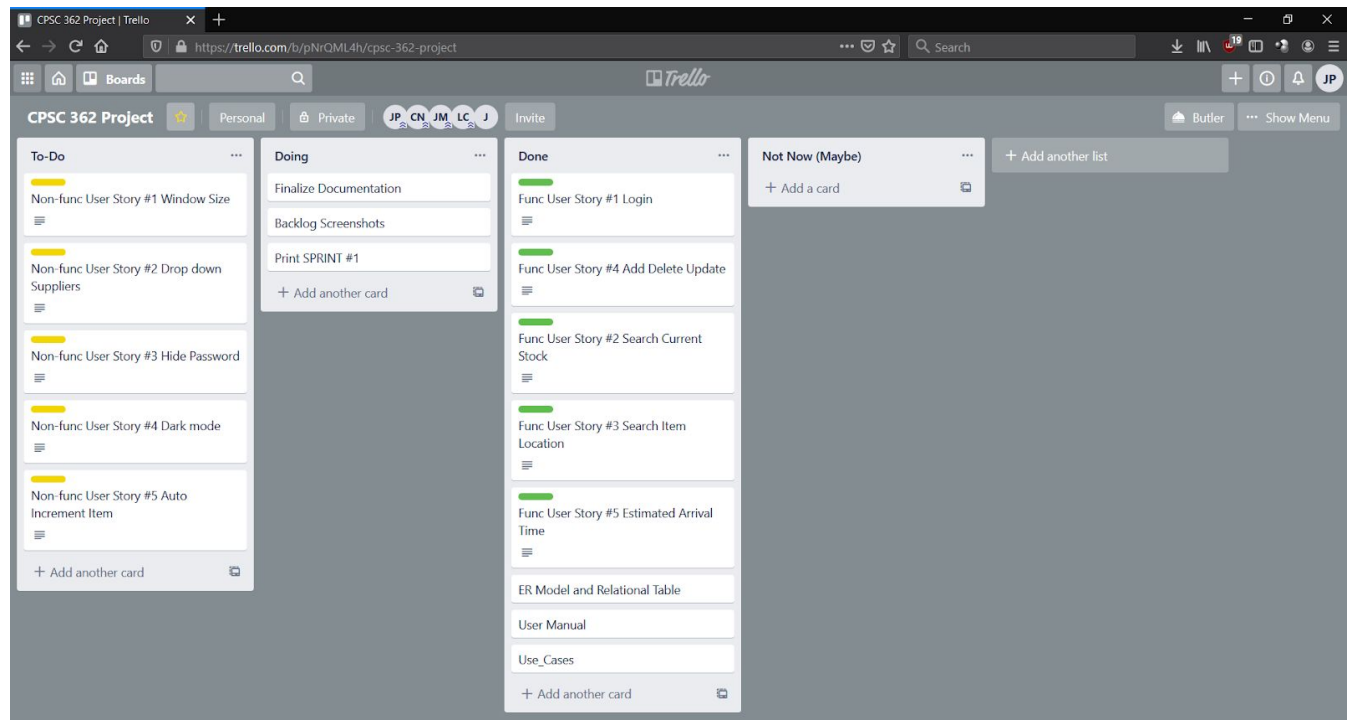 CPSC 362 Project | Trello
https://trello.com/b/pNrQML4h/cpsc-362-project
Search
19
Boards
Trello
JP
CPSC 362 Project
Personal
Private
JP CN JM LC J
Invite
Butler
... Show Menu
To-Do
Non-func User Story #1 Window Size
Non-func User Story #2 Drop down
Suppliers
Non-func User Story #3 Hide Password
Non-func User Story #4 Dark mode
Non-func User Story #5 Auto
Increment Item
+ Add another card
Doing
Finalize Documentation
Backlog Screenshots
Print SPRINT #1
+ Add another card
Done
Func User Story #1 Login
Func User Story #4 Add Delete Update
Func User Story #2 Search Current
Stock
Func User Story #3 Search Item
Location
Func User Story #5 Estimated Arrival
Time
ER Model and Relational Table
User Manual
Use_Cases
+ Add another card
Not Now (Maybe)
+ Add a card
+ Add another list